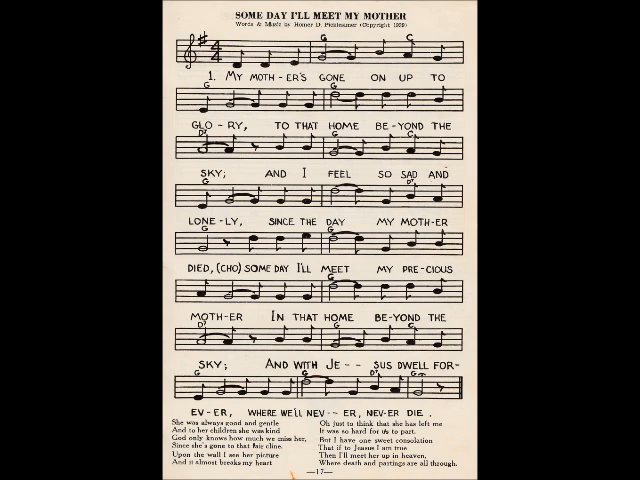 SOME DAY I'LL MEET MY MOTHER
Words & Music by Homer D. (Copyright 1939)
G C
1. MY MOTH-ER'S GONE ON UP TO
G G
GLO-RY, TO THAT HOME BE-YOND THE
D7 G C
SKY; AND I FEEL SO SAD AND
G G D7
LONE-LY, SINCE THE DAY MY MOTH-ER
G G
DIED, (CHO) SOME DAY I'LL MEET MY PRE-CIOUS
G
MOTH-ER IN THAT HOME BE-YOND THE
D7 G C
SKY; AND WITH JE-- SUS DWELL FOR-
G G D7 G
EV-ER, WHERE WE'LL NEV--ER, NEV-ER DIE.
She was always good and gentle
And to her children she was kind
God only knows how much we miss her,
Since she's gone to that fair clime.
Upon the wall I see her picture
And it almost breaks my heart
Oh just to think that she has left me
It was so hard for us to part.
But I have one sweet consolation
That if to Jesus I am true
Then I'll meet her up in heaven,
Where death and partings are all through.
—17—